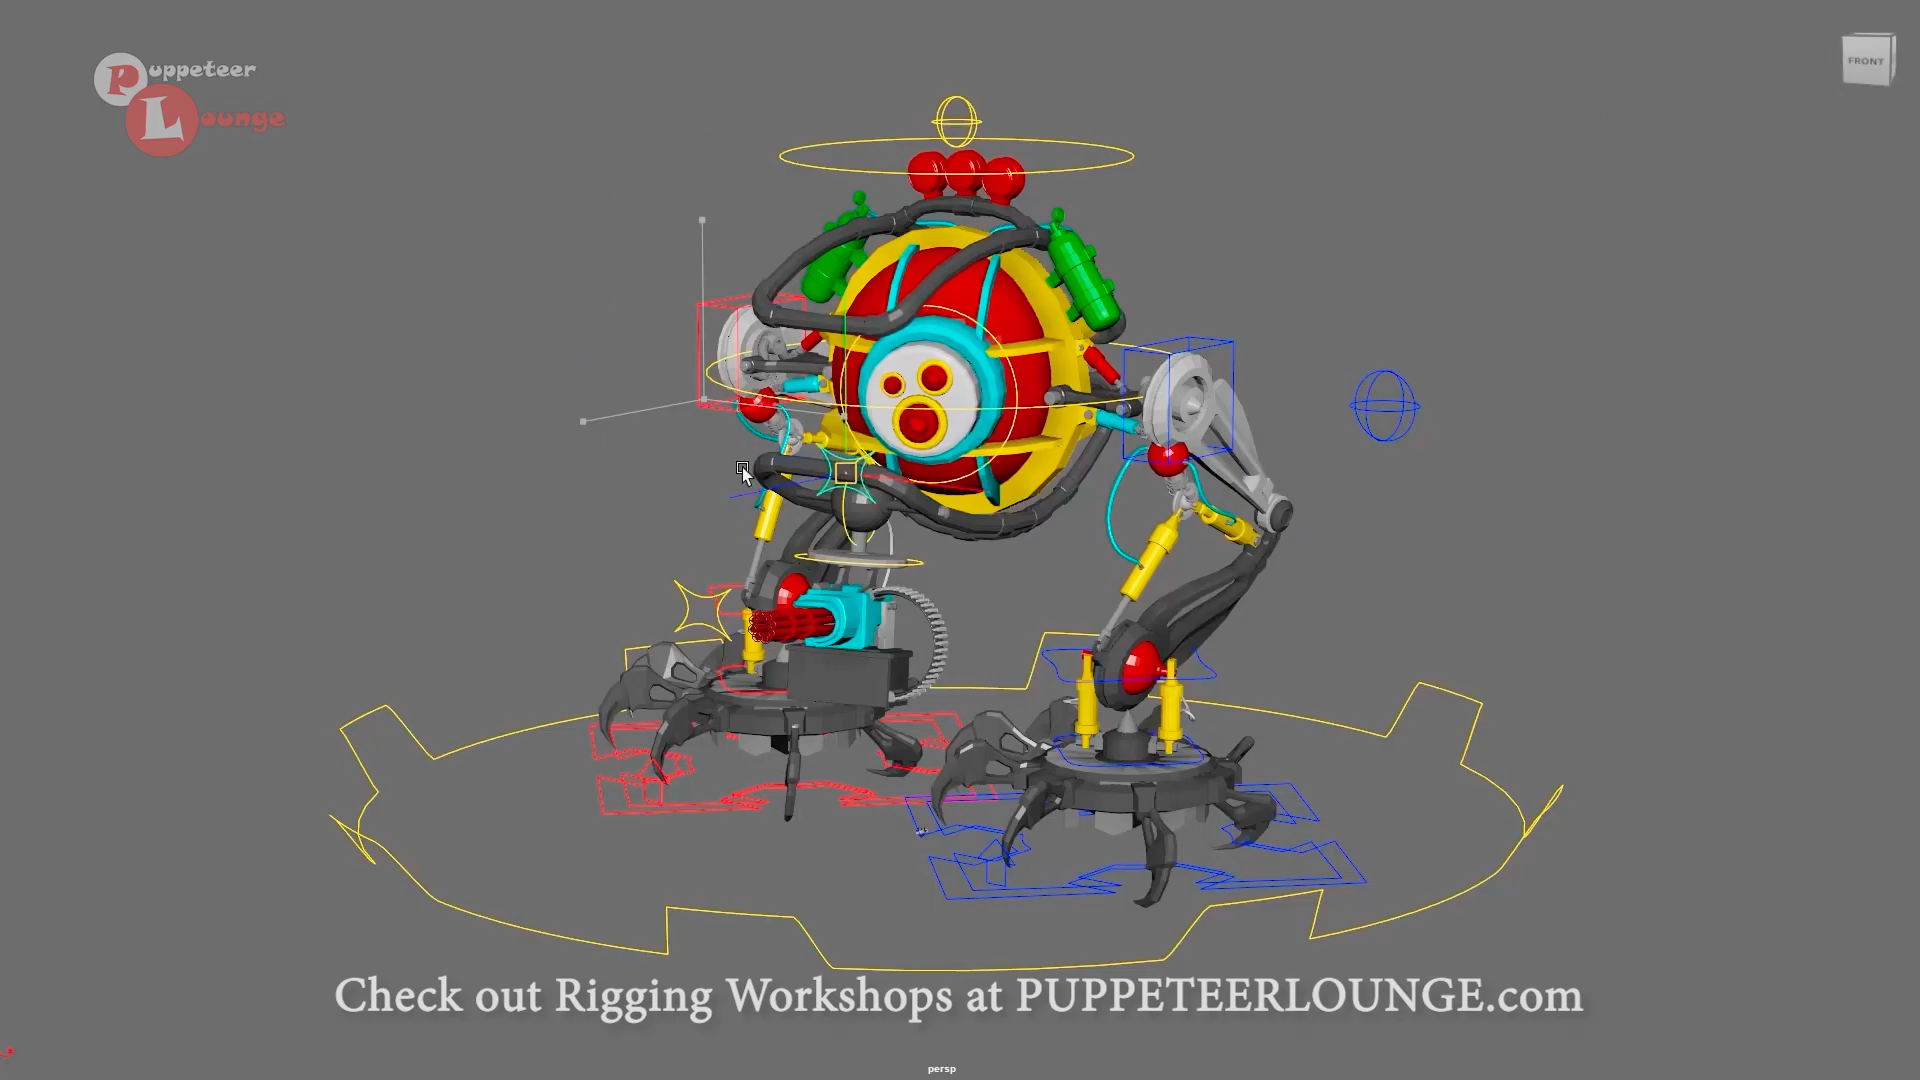 Puppeteer
Lounge
FRONT
Check out Rigging Workshops at PUPPETEERLOUNGE.com
persp